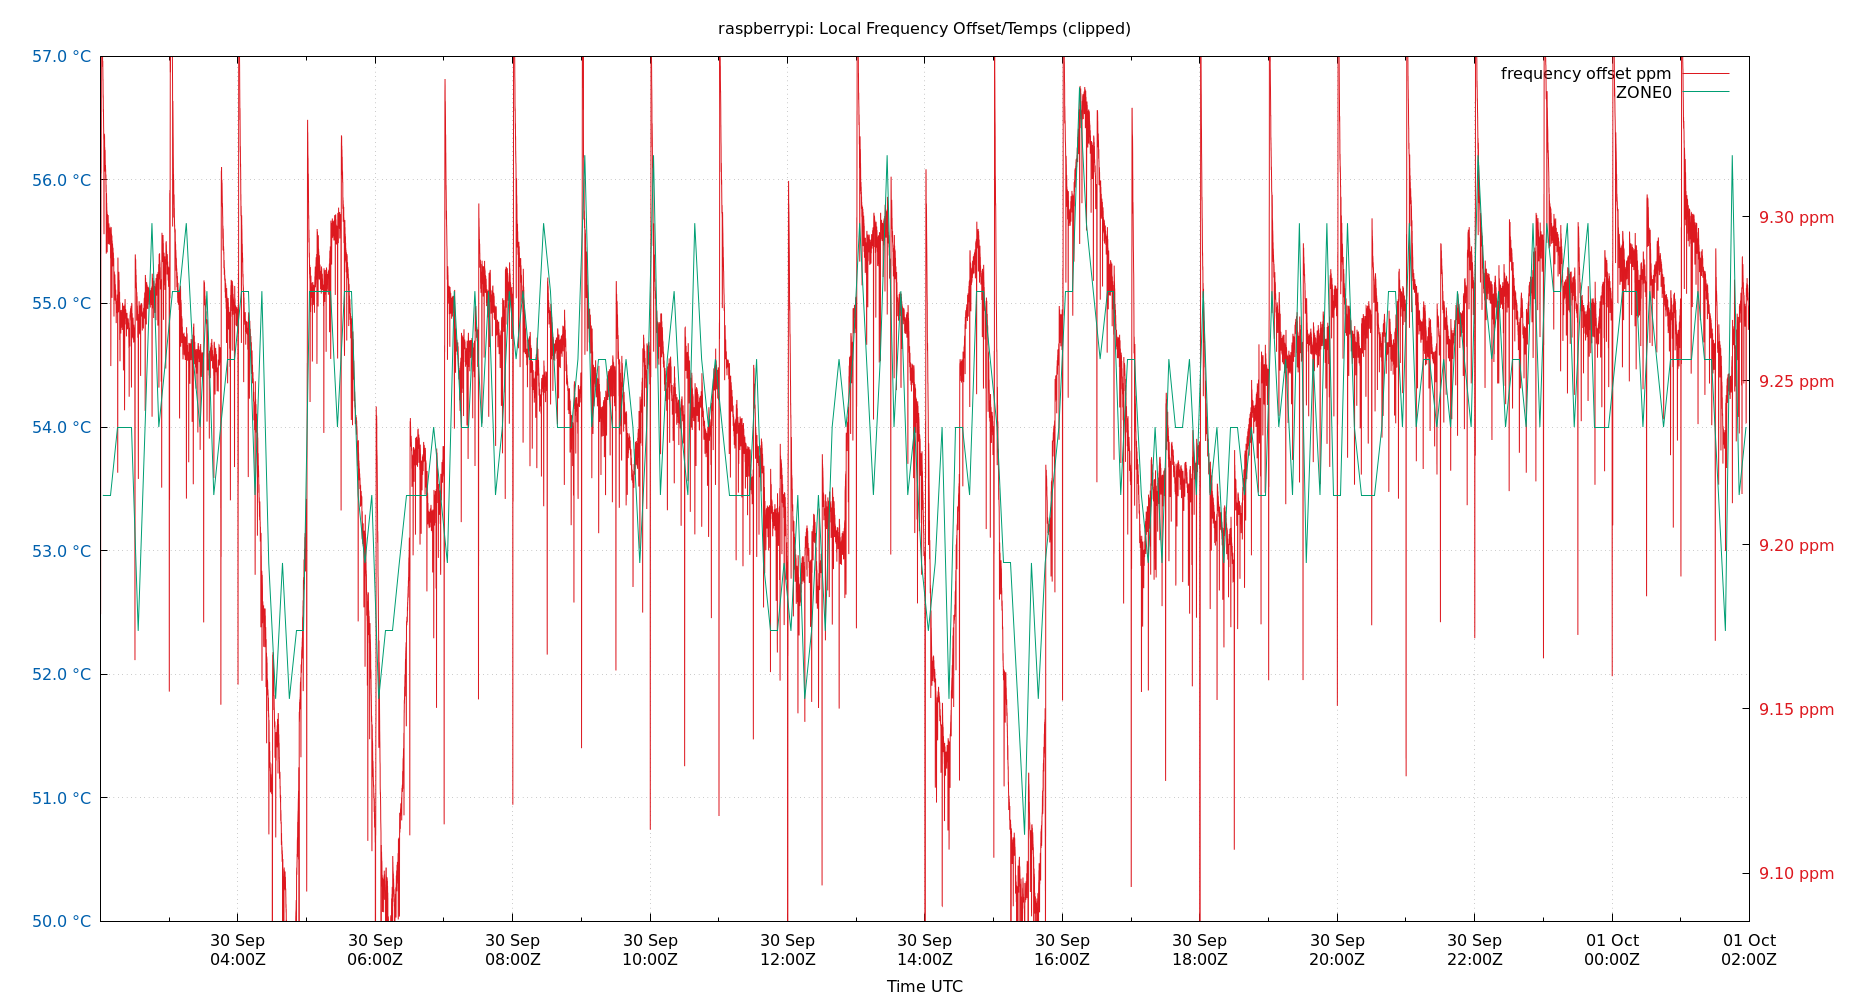 raspberrypi: Local Frequency Offset/Temps (clipped)
57.0 °C
56.0 °C
55.0 °C
54.0 °C
53.0 °C
52.0 °C
51.0 °C
50.0 °C
frequency offset ppm
ZONE0
9.30 ppm
9.25 ppm
9.20 ppm
9.15 ppm
9.10 ppm
30 Sep
04:00Z
30 Sep
06:00Z
30 Sep
08:00Z
30 Sep
10:00Z
30 Sep
12:00Z
30 Sep
14:00Z
30 Sep
16:00Z
30 Sep
18:00Z
30 Sep
20:00Z
30 Sep
22:00Z
01 Oct
00:00Z
01 Oct
02:00Z
Time UTC